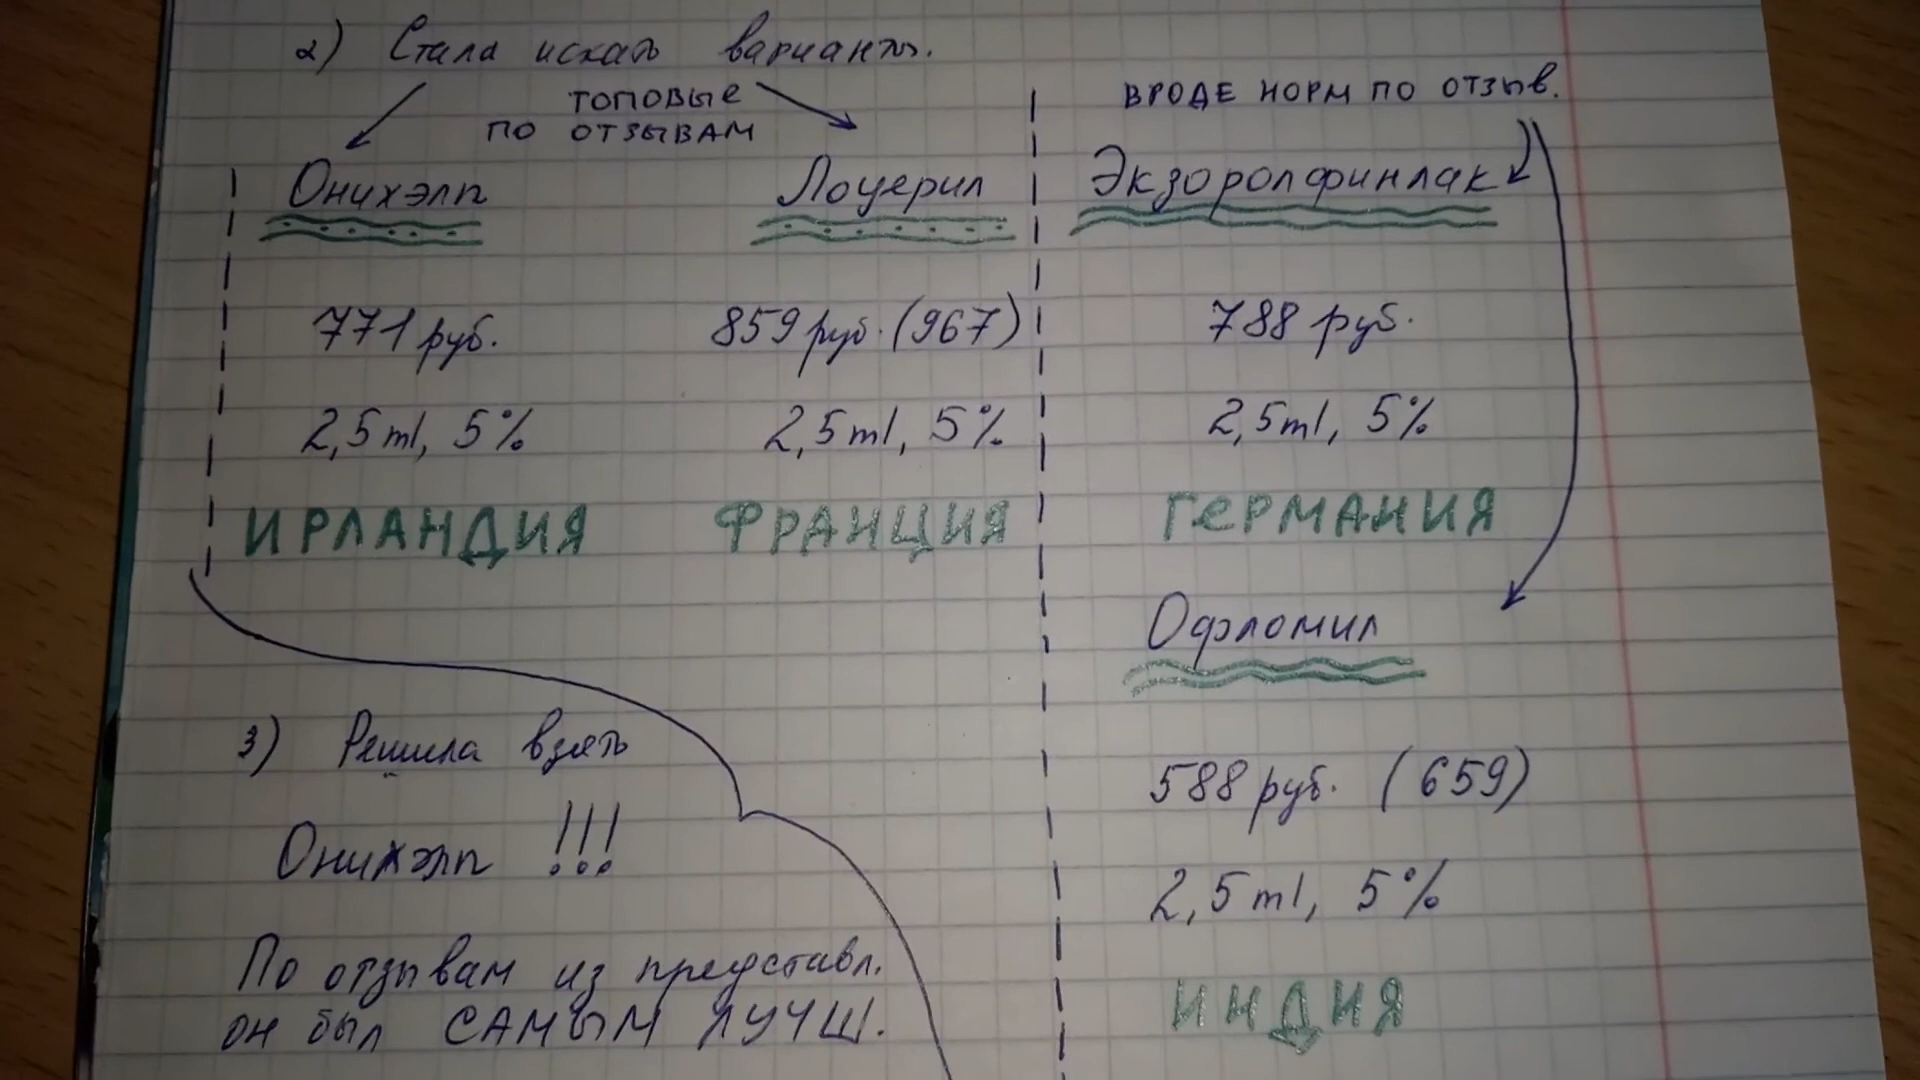 2) Стала искать варианты.
ТОПОВЫЕ
ПО ОТЗЫВАМ
Онихэлп
771 руб.
2,5 ml, 5%
ИРЛАНДИЯ
Лоцерил
859 руб. (967)
2,5 ml, 5%
ФРАНЦИЯ
ВРОДЕ НОРМ ПО ОТЗЫВ.
Экзоролфинлак
788 руб.
2,5 ml, 5%
ГЕРМАНИЯ
Офломил
588 руб. (659)
2,5 ml, 5%
ИНДИЯ
3) Решила взять
Онихэлп !!!
По отзывам из представл.
он был САМЫМ ЛУЧШ.